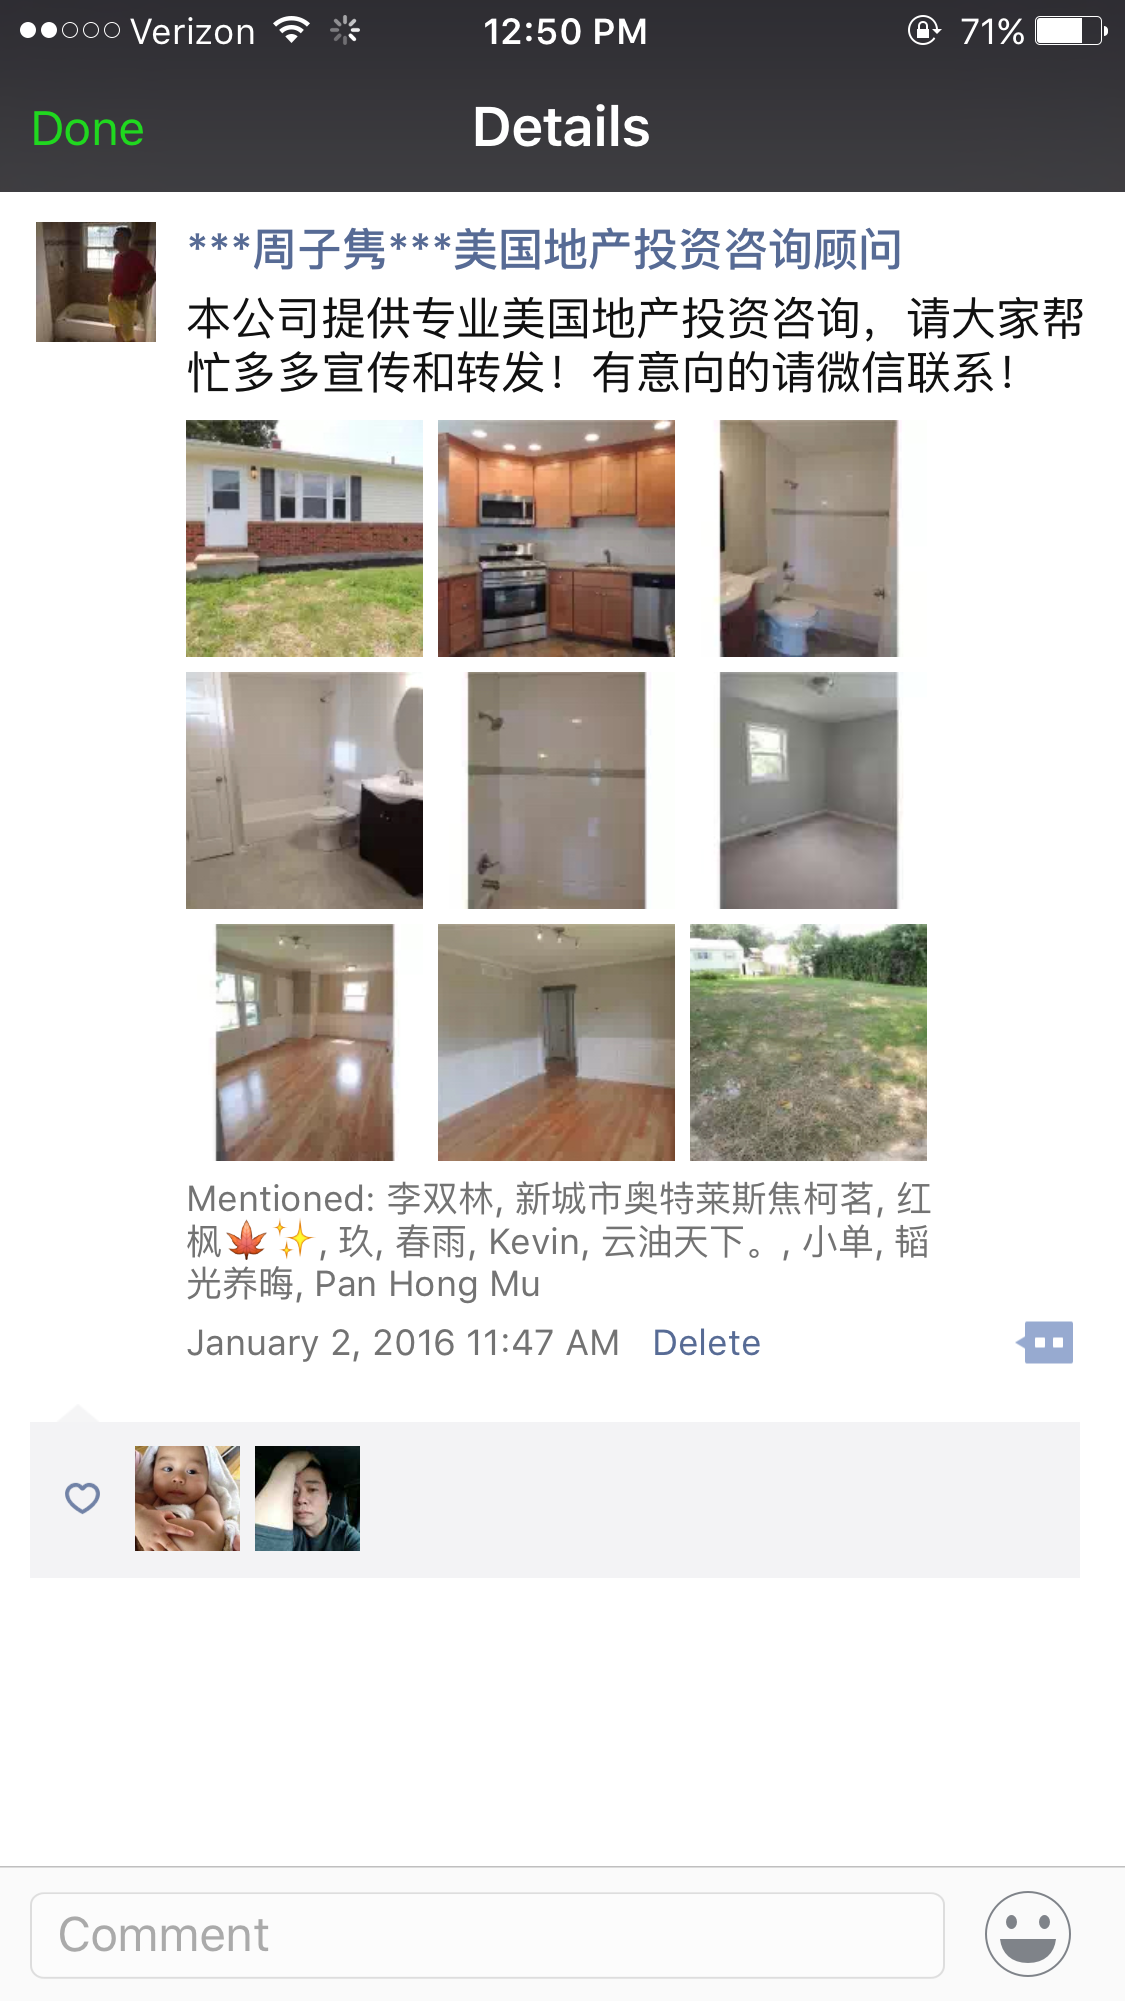 Verizon 12:50 PM 71%
Done Details
***周子隽***美国地产投资咨询顾问
本公司提供专业美国地产投资咨询，请大家帮
忙多多宣传和转发！有意向的请微信联系！
Mentioned: 李双林, 新城市奥特莱斯焦柯茗, 红
枫🍁✨, 玖, 春雨, Kevin, 云油天下。, 小单, 韬
光养晦, Pan Hong Mu
January 2, 2016 11:47 AM Delete
Comment